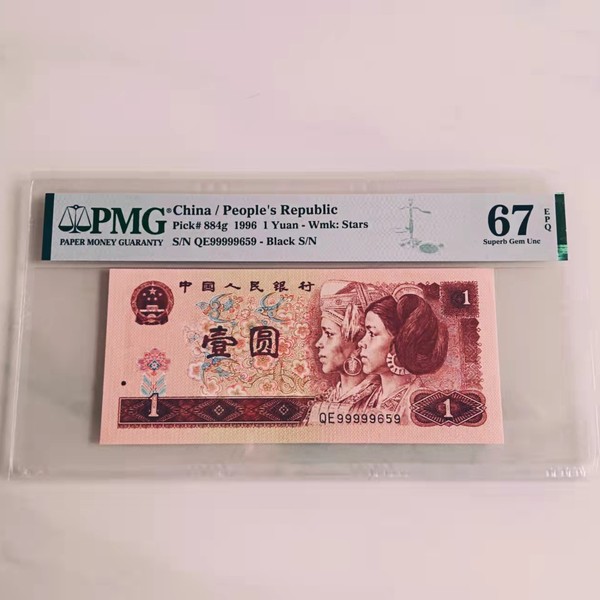 PMG®
PAPER MONEY GUARANTY
China / People's Republic
Pick# 884g 1996 1 Yuan - Wmk: Stars
S/N QE99999659 - Black S/N
67
EPQ
Superb Gem Unc
中国人民银行
1
壹圆
1
QE99999659
1